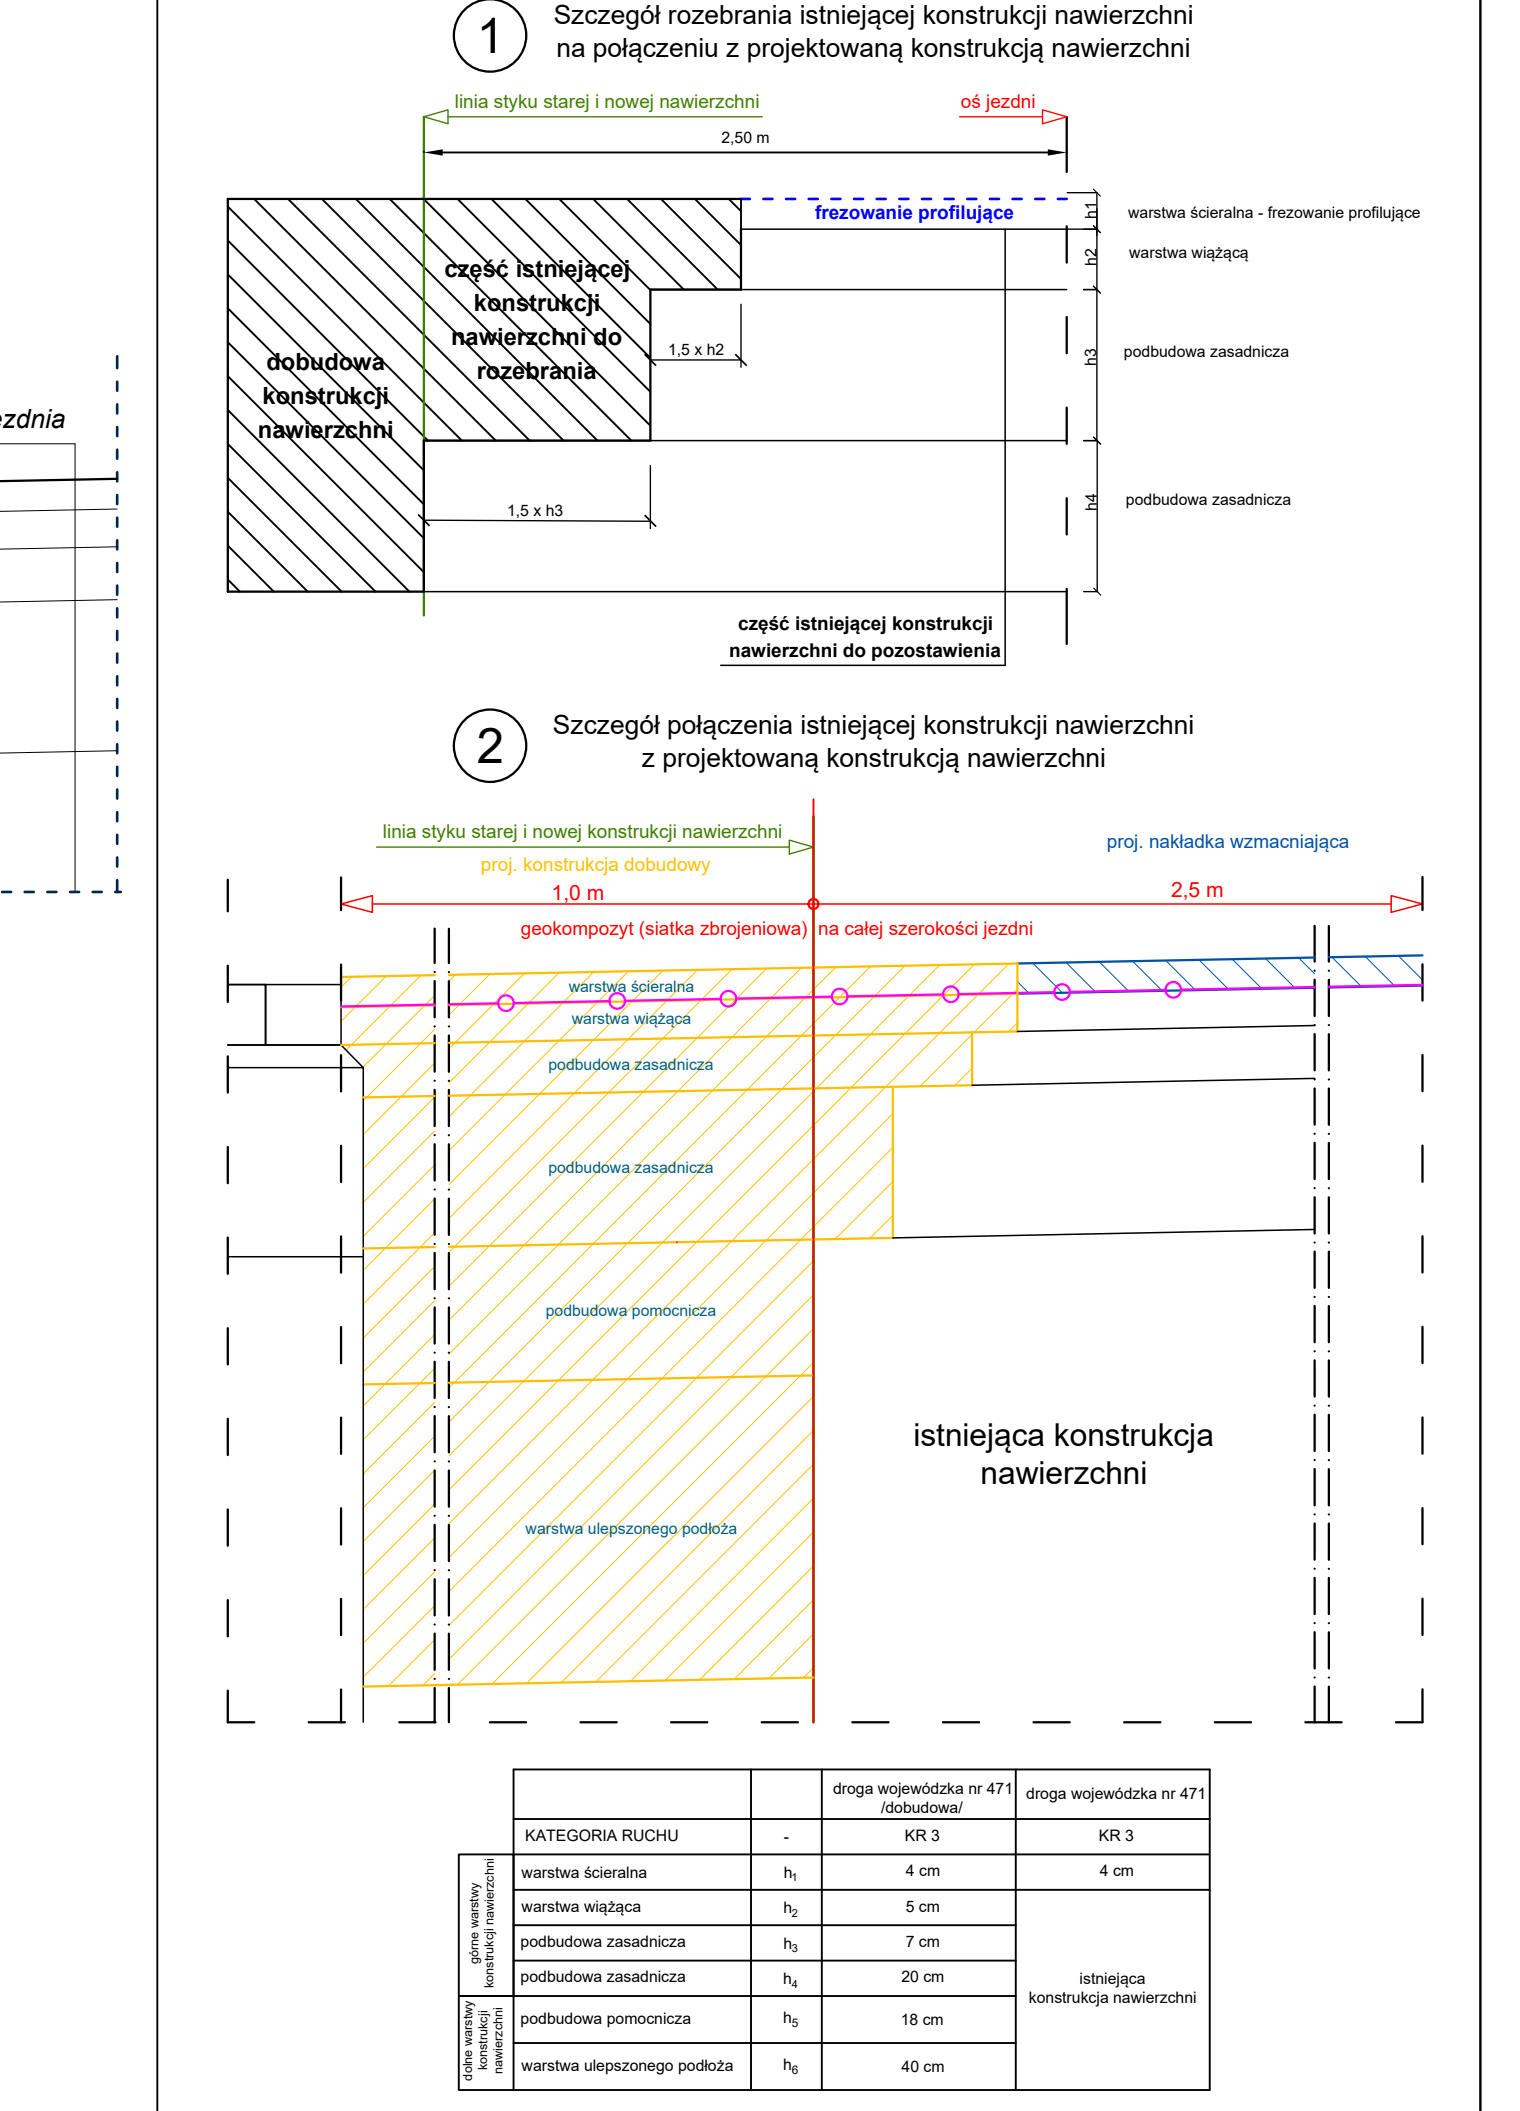 1
Szczegół rozebrania istniejącej konstrukcji nawierzchni
na połączeniu z projektowaną konstrukcją nawierzchni
linia styku starej i nowej nawierzchni
oś jezdni
2,50 m
frezowanie profilujące
h1
warstwa ścieralna - frezowanie profilujące
h2
warstwa wiążącą
część istniejącej
konstrukcji
nawierzchni do
rozebrania
1,5 x h2
h3
podbudowa zasadnicza
dobudowa
konstrukcji
nawierzchni
ezdnia
1,5 x h3
h4
podbudowa zasadnicza
część istniejącej konstrukcji
nawierzchni do pozostawienia
2
Szczegół połączenia istniejącej konstrukcji nawierzchni
z projektowaną konstrukcją nawierzchni
linia styku starej i nowej konstrukcji nawierzchni
proj. nakładka wzmacniająca
proj. konstrukcja dobudowy
1,0 m
2,5 m
geokompozyt (siatka zbrojeniowa) na całej szerokości jezdni
warstwa ścieralna
warstwa wiążąca
podbudowa zasadnicza
podbudowa zasadnicza
podbudowa pomocnicza
istniejąca konstrukcja
nawierzchni
warstwa ulepszonego podłoża
droga wojewódzka nr 471
/dobudowa/
droga wojewódzka nr 471
KATEGORIA RUCHU - KR 3 KR 3
górne warstwy
konstrukcji nawierzchni
warstwa ścieralna h1 4 cm 4 cm
warstwa wiążąca h2 5 cm
podbudowa zasadnicza h3 7 cm
podbudowa zasadnicza h4 20 cm
istniejąca
konstrukcja nawierzchni
dolne warstwy
konstrukcji
nawierzchni
podbudowa pomocnicza h5 18 cm
warstwa ulepszonego podłoża h6 40 cm